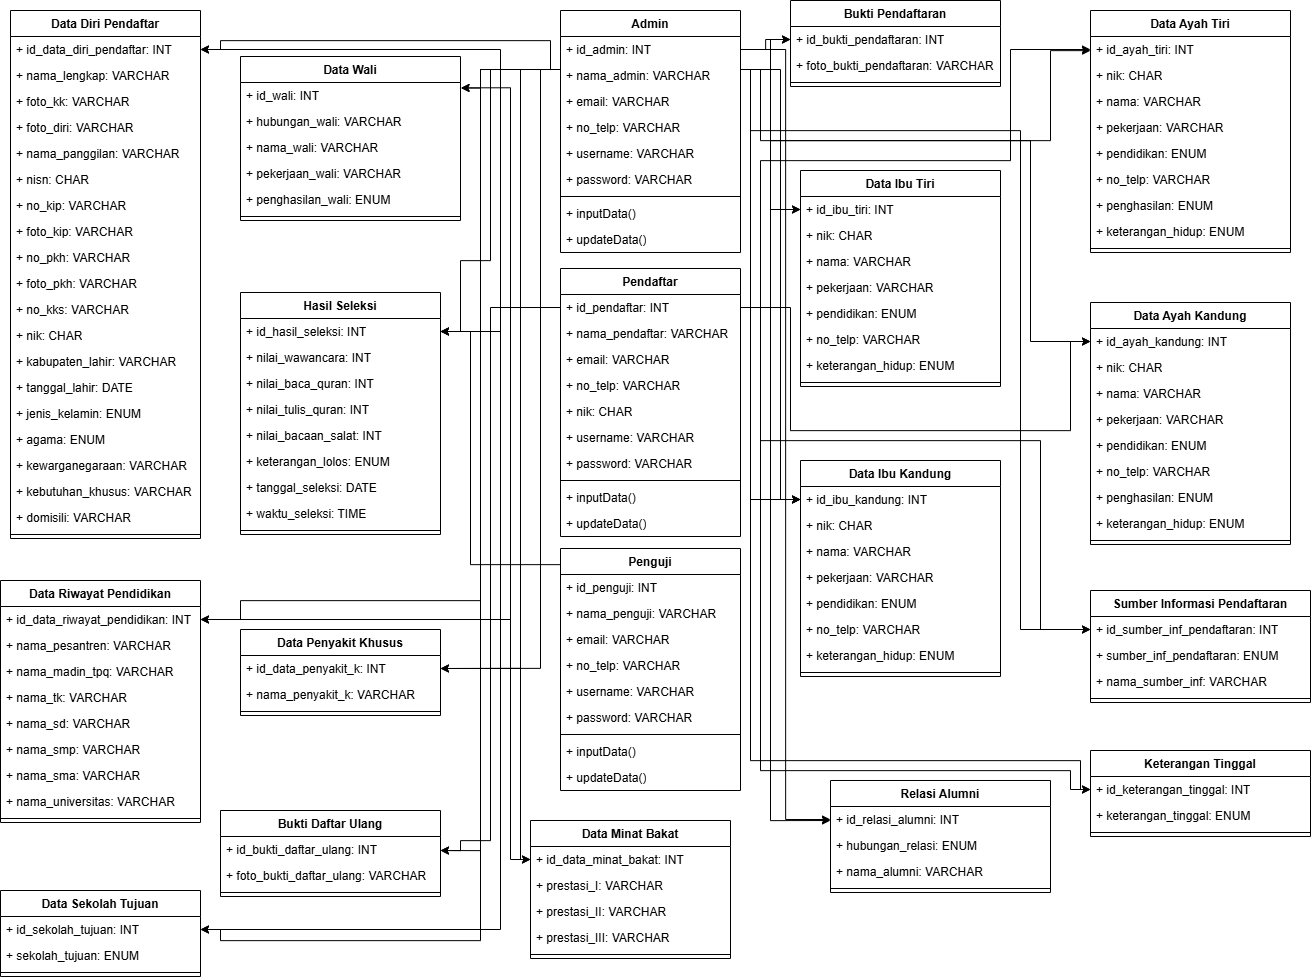 Data Diri Pendaftar
+ id_data_diri_pendaftar: INT
+ nama_lengkap: VARCHAR
+ foto_kk: VARCHAR
+ foto_diri: VARCHAR
+ nama_panggilan: VARCHAR
+ nisn: CHAR
+ no_kip: VARCHAR
+ foto_kip: VARCHAR
+ no_pkh: VARCHAR
+ foto_pkh: VARCHAR
+ no_kks: VARCHAR
+ nik: CHAR
+ kabupaten_lahir: VARCHAR
+ tanggal_lahir: DATE
+ jenis_kelamin: ENUM
+ agama: ENUM
+ kewarganegaraan: VARCHAR
+ kebutuhan_khusus: VARCHAR
+ domisili: VARCHAR
Data Riwayat Pendidikan
+ id_data_riwayat_pendidikan: INT
+ nama_pesantren: VARCHAR
+ nama_madin_tpq: VARCHAR
+ nama_tk: VARCHAR
+ nama_sd: VARCHAR
+ nama_smp: VARCHAR
+ nama_sma: VARCHAR
+ nama_universitas: VARCHAR
Data Sekolah Tujuan
+ id_sekolah_tujuan: INT
+ sekolah_tujuan: ENUM
Data Wali
+ id_wali: INT
+ hubungan_wali: VARCHAR
+ nama_wali: VARCHAR
+ pekerjaan_wali: VARCHAR
+ penghasilan_wali: ENUM
Hasil Seleksi
+ id_hasil_seleksi: INT
+ nilai_wawancara: INT
+ nilai_baca_quran: INT
+ nilai_tulis_quran: INT
+ nilai_bacaan_salat: INT
+ keterangan_lolos: ENUM
+ tanggal_seleksi: DATE
+ waktu_seleksi: TIME
Data Penyakit Khusus
+ id_data_penyakit_k: INT
+ nama_penyakit_k: VARCHAR
Bukti Daftar Ulang
+ id_bukti_daftar_ulang: INT
+ foto_bukti_daftar_ulang: VARCHAR
Admin
+ id_admin: INT
+ nama_admin: VARCHAR
+ email: VARCHAR
+ no_telp: VARCHAR
+ username: VARCHAR
+ password: VARCHAR
+ inputData()
+ updateData()
Pendaftar
+ id_pendaftar: INT
+ nama_pendaftar: VARCHAR
+ email: VARCHAR
+ no_telp: VARCHAR
+ nik: CHAR
+ username: VARCHAR
+ password: VARCHAR
+ inputData()
+ updateData()
Penguji
+ id_penguji: INT
+ nama_penguji: VARCHAR
+ email: VARCHAR
+ no_telp: VARCHAR
+ username: VARCHAR
+ password: VARCHAR
+ inputData()
+ updateData()
Data Minat Bakat
+ id_data_minat_bakat: INT
+ prestasi_I: VARCHAR
+ prestasi_II: VARCHAR
+ prestasi_III: VARCHAR
Bukti Pendaftaran
+ id_bukti_pendaftaran: INT
+ foto_bukti_pendaftaran: VARCHAR
Data Ibu Tiri
+ id_ibu_tiri: INT
+ nik: CHAR
+ nama: VARCHAR
+ pekerjaan: VARCHAR
+ pendidikan: ENUM
+ no_telp: VARCHAR
+ keterangan_hidup: ENUM
Data Ibu Kandung
+ id_ibu_kandung: INT
+ nik: CHAR
+ nama: VARCHAR
+ pekerjaan: VARCHAR
+ pendidikan: ENUM
+ no_telp: VARCHAR
+ keterangan_hidup: ENUM
Relasi Alumni
+ id_relasi_alumni: INT
+ hubungan_relasi: ENUM
+ nama_alumni: VARCHAR
Data Ayah Tiri
+ id_ayah_tiri: INT
+ nik: CHAR
+ nama: VARCHAR
+ pekerjaan: VARCHAR
+ pendidikan: ENUM
+ no_telp: VARCHAR
+ penghasilan: ENUM
+ keterangan_hidup: ENUM
Data Ayah Kandung
+ id_ayah_kandung: INT
+ nik: CHAR
+ nama: VARCHAR
+ pekerjaan: VARCHAR
+ pendidikan: ENUM
+ no_telp: VARCHAR
+ penghasilan: ENUM
+ keterangan_hidup: ENUM
Sumber Informasi Pendaftaran
+ id_sumber_inf_pendaftaran: INT
+ sumber_inf_pendaftaran: ENUM
+ nama_sumber_inf: VARCHAR
Keterangan Tinggal
+ id_keterangan_tinggal: INT
+ keterangan_tinggal: ENUM